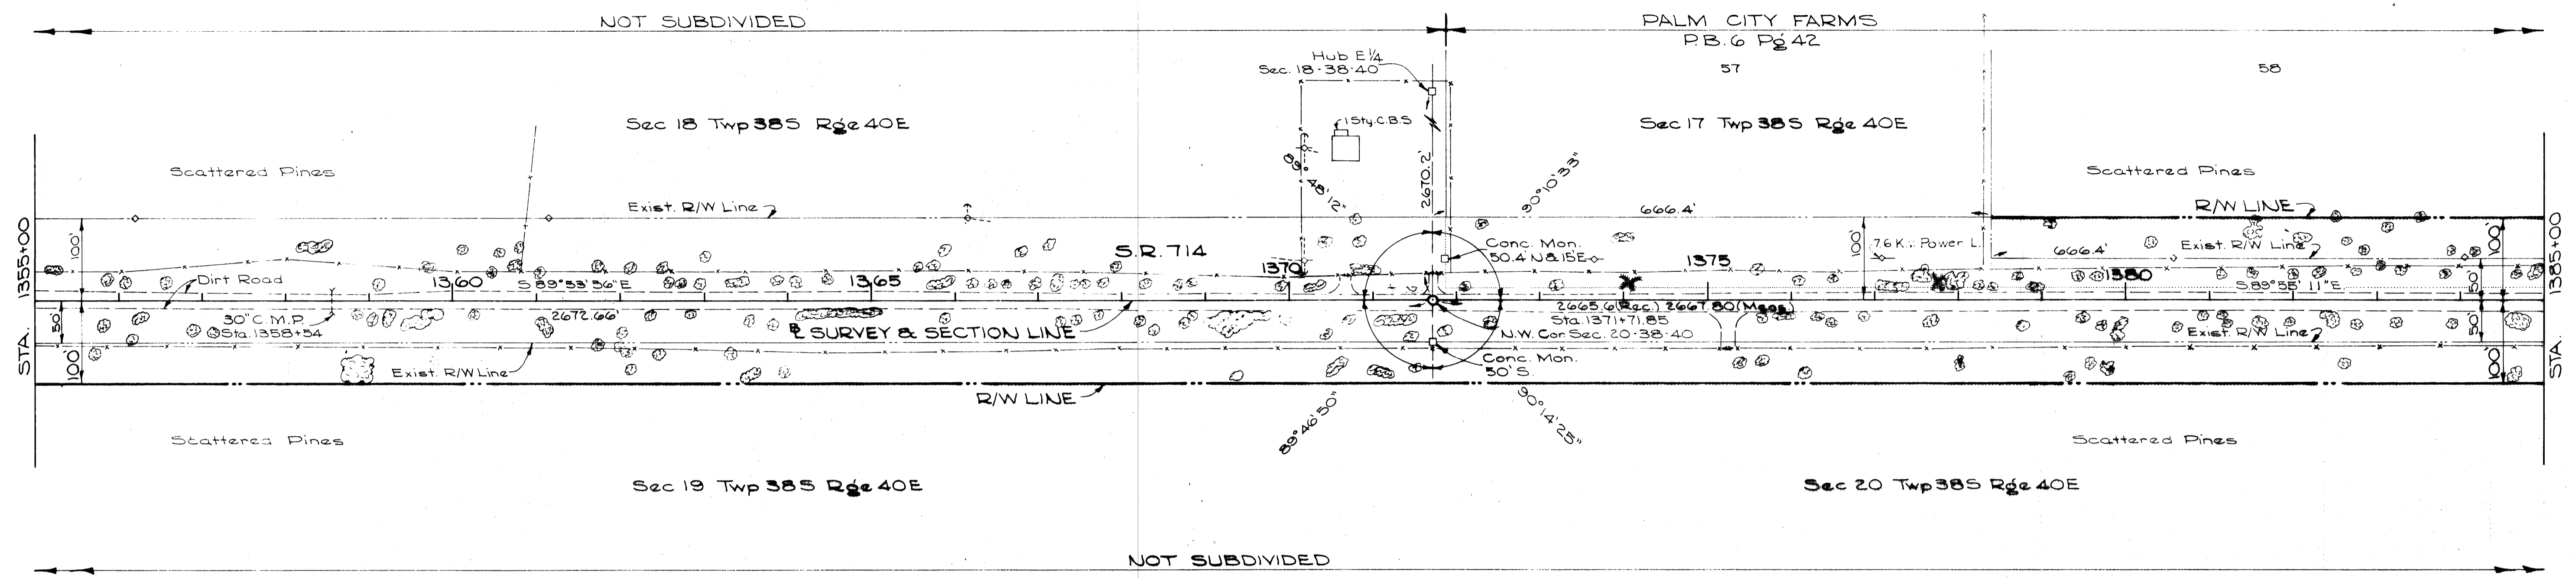 NOT SUBDIVIDED
PALM CITY FARMS
P.B. 6 Pg 42
Hub E 1/4
Sec. 18-38-40
57
58
Sec 18 Twp 38S Rge 40E
1 Sty. C.B.S
Sec 17 Twp 38S Rge 40E
Scattered Pines
89° 48' 12"
2670.2'
90° 10' 33"
Scattered Pines
Exist. R/W Line
666.4'
R/W LINE
STA. 1355+00
100'
S.R. 714
Conc. Mon.
50.4' N & 15' E
100'
7.6 K.V. Power L.
666.4'
Exist. R/W Line
100'
STA. 1385+00
Dirt Road
1360
S 89° 53' 56" E
1365
1370
1375
1380
S. 89° 55' 11" E.
50'
50'
30" C.M.P.
Sta. 1358+54
2672.66'
2665.6 (Rec.) 2667.80 (Meas.)
Sta. 1371+71.85
℄ SURVEY & SECTION LINE
N.W. Cor. Sec. 20-38-40
Exist. R/W Line
50'
100'
Exist. R/W Line
Conc. Mon.
50' S.
100'
R/W LINE
89° 46' 50"
90° 14' 25"
Scattered Pines
Scattered Pines
Sec 19 Twp 38S Rge 40E
Sec 20 Twp 38S Rge 40E
NOT SUBDIVIDED